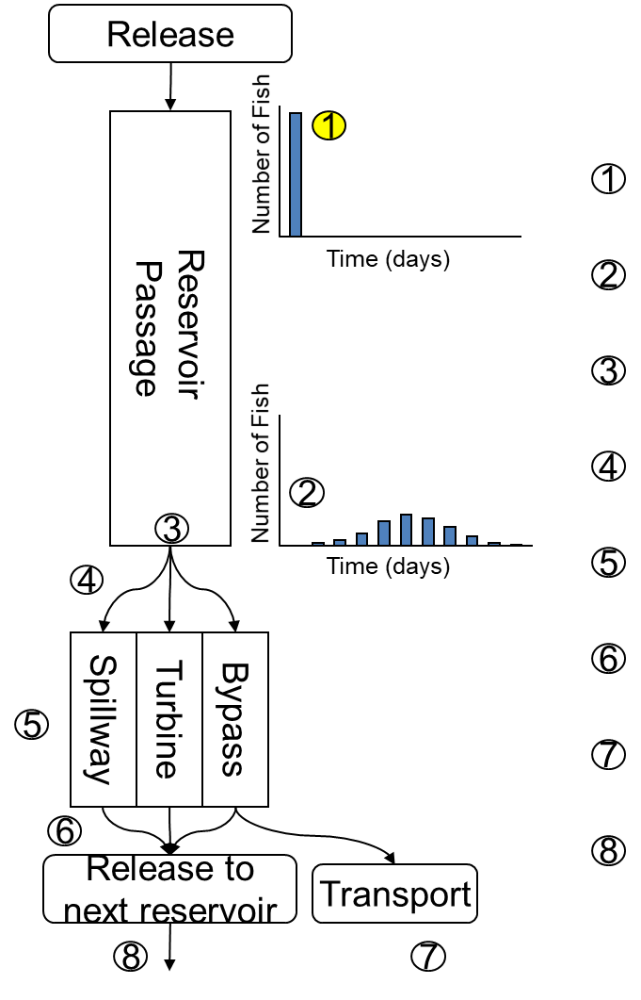 Release
Number of Fish
①
Time (days)
Reservoir
Passage
Number of Fish
②
Time (days)
③
④
Spillway
Turbine
Bypass
⑤
⑥
Release to
next reservoir
Transport
⑧
⑦
①
②
③
④
⑤
⑥
⑦
⑧